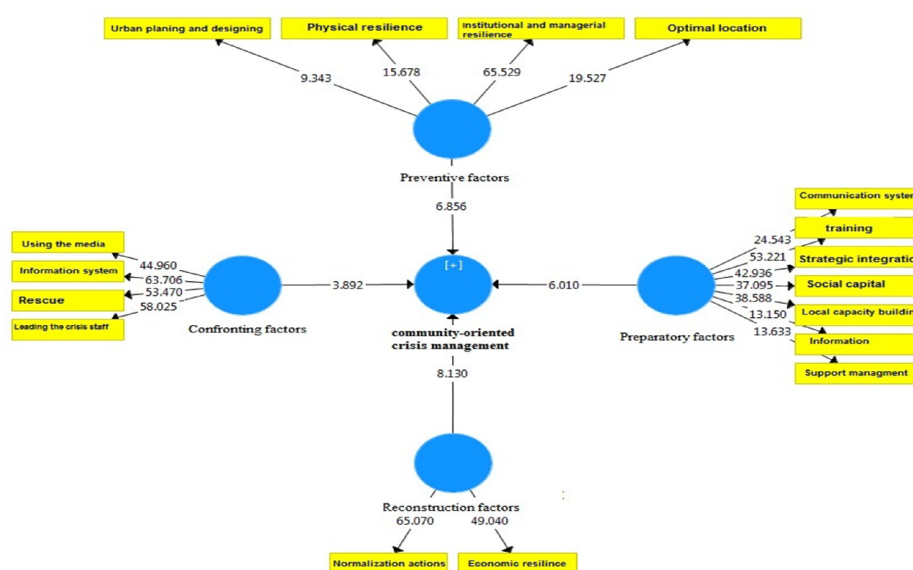 Urban planing and designing
Physical resilience
Institutional and managerial
resilience
Optimal location
9.343
15.678
65.529
19.527
Preventive factors
6.856
Using the media
Information system
Rescue
Leading the crisis staff
44.960
63.706
53.470
58.025
Confronting factors
3.892
[+]
community-oriented
crisis management
6.010
Preparatory factors
24.543
53.221
42.936
37.095
38.588
13.150
13.633
Communication system
training
Strategic integration
Social capital
Local capacity building
Information
Support managment
8.130
Reconstruction factors
65.070
49.040
Normalization actions
Economic resilince
: